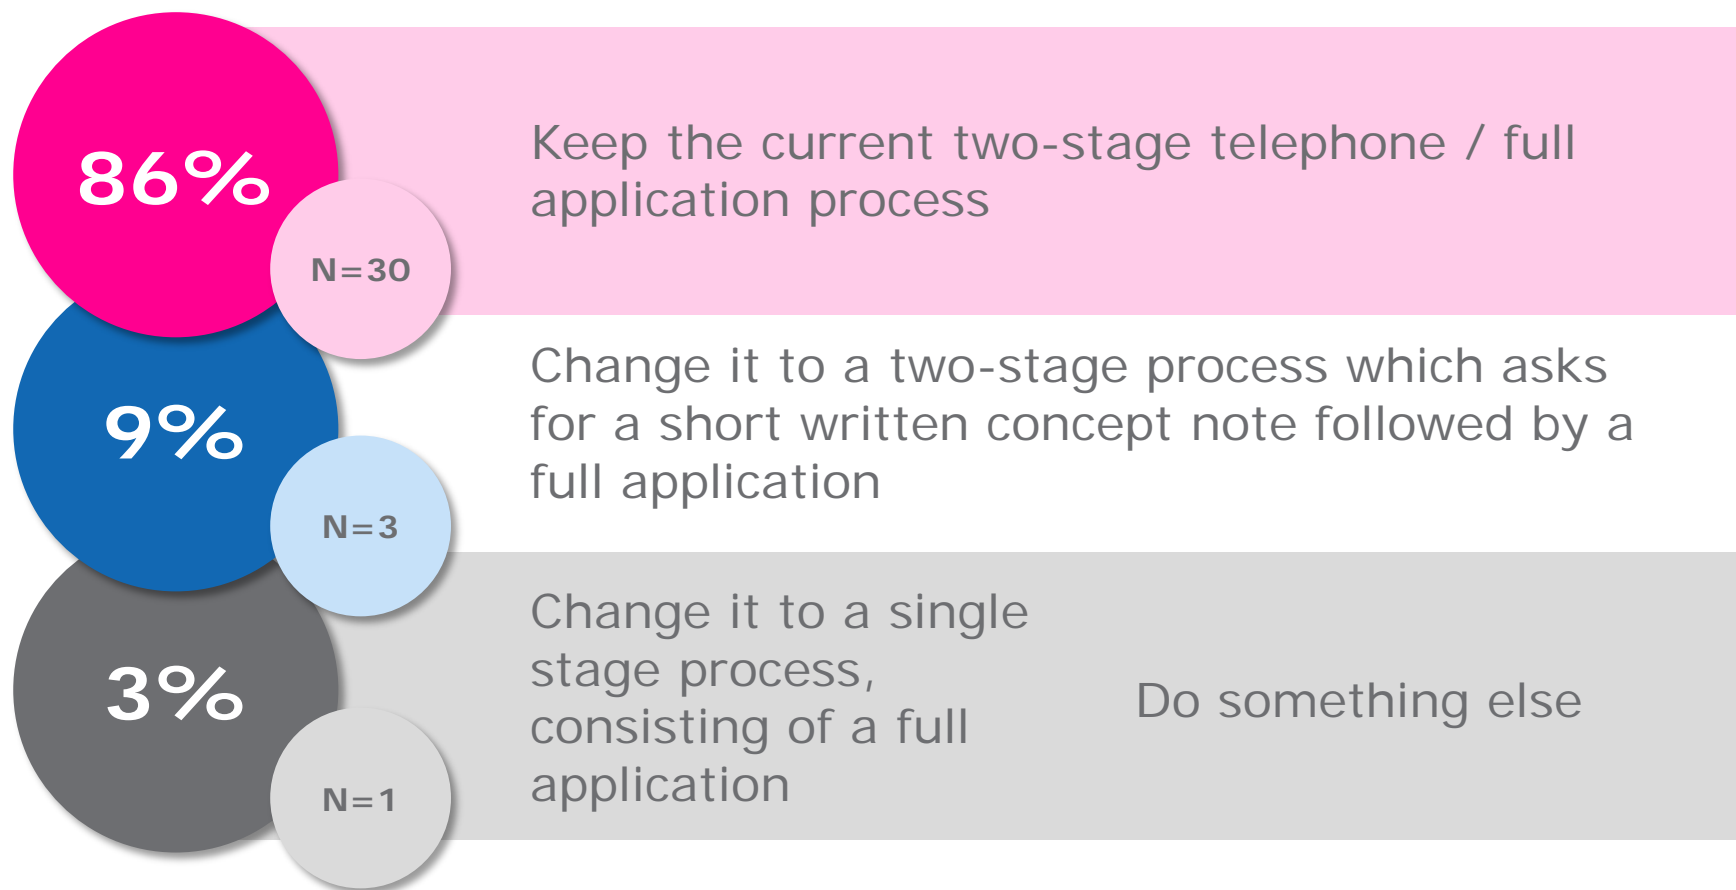 86%
N=30
Keep the current two-stage telephone / full
application process
9%
N=3
Change it to a two-stage process which asks
for a short written concept note followed by a
full application
3%
N=1
Change it to a single
stage process,
consisting of a full
application
Do something else